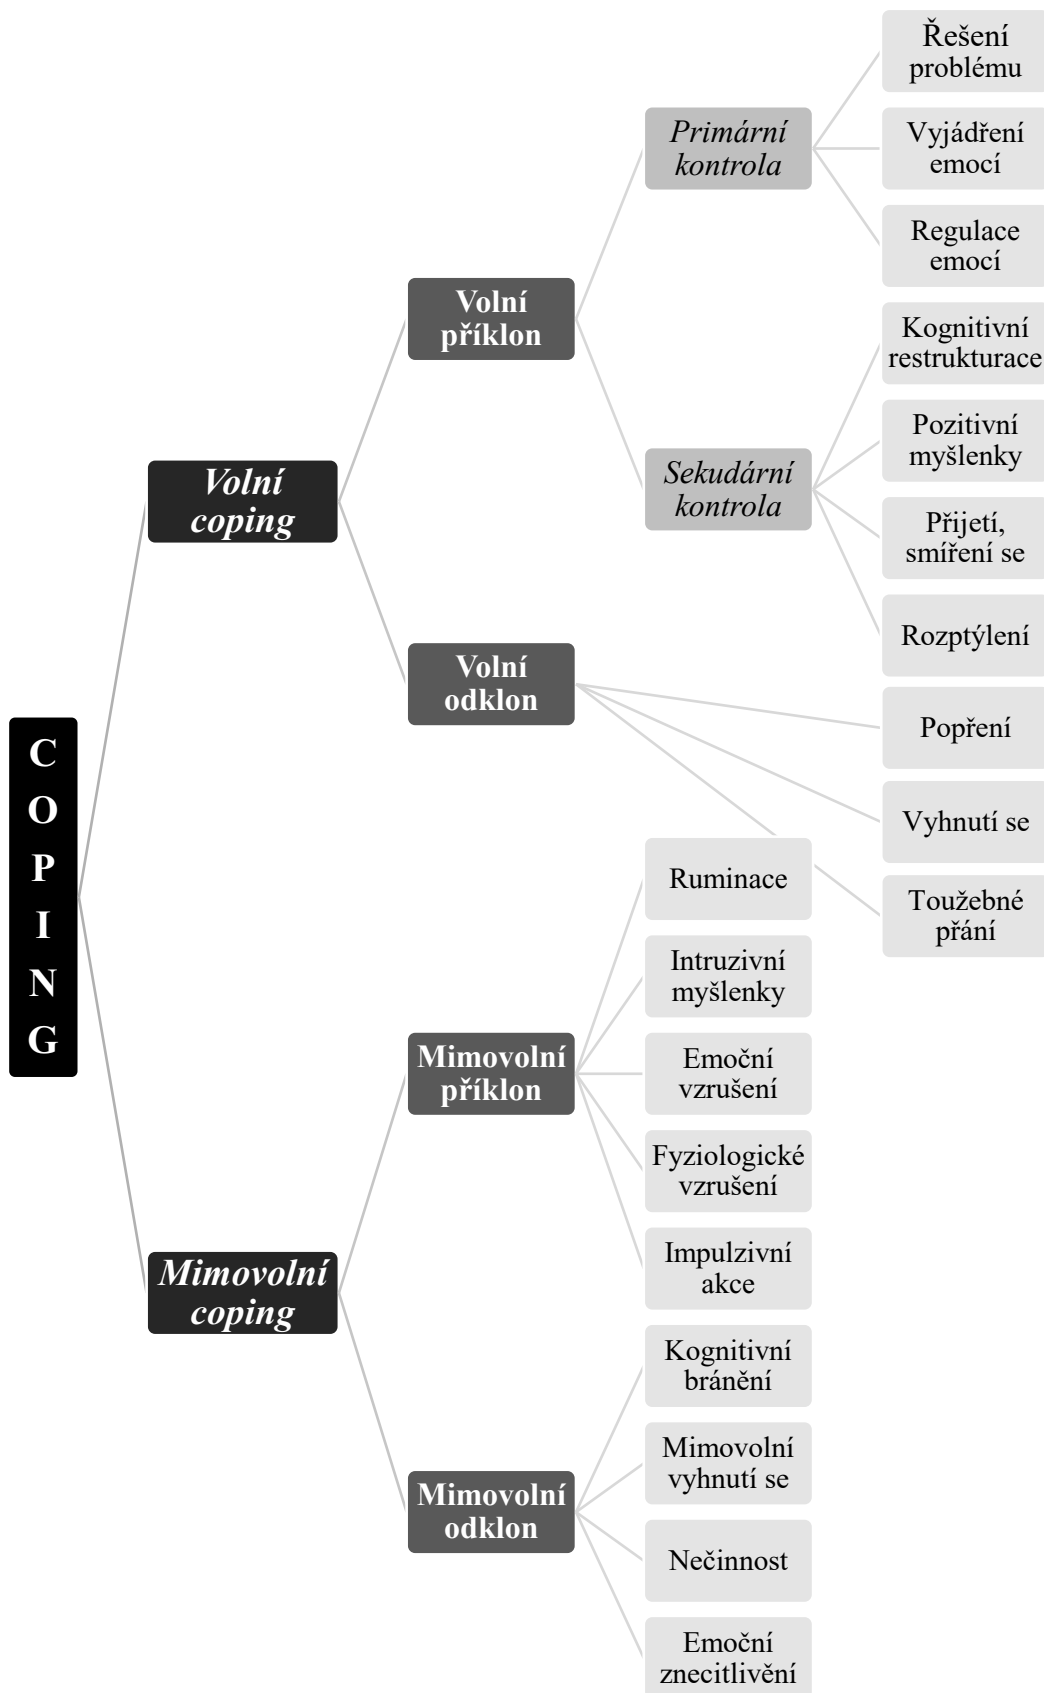 Řešení
problému
Primární
kontrola
Vyjádření
emocí
Regulace
emocí
Volní
příklon
Kognitivní
restrukturace
Pozitivní
myšlenky
Sekudární
kontrola
Přijetí,
smíření se
Rozptýlení
Volní
coping
Volní
odklon
Popření
Vyhnutí se
Toužebné
přání
C
O
P
I
N
G
Ruminace
Intruzivní
myšlenky
Mimovolní
příklon
Emoční
vzrušení
Fyziologické
vzrušení
Impulzivní
akce
Mimovolní
coping
Kognitivní
bránění
Mimovolní
vyhnutí se
Mimovolní
odklon
Nečinnost
Emoční
znecitlivění